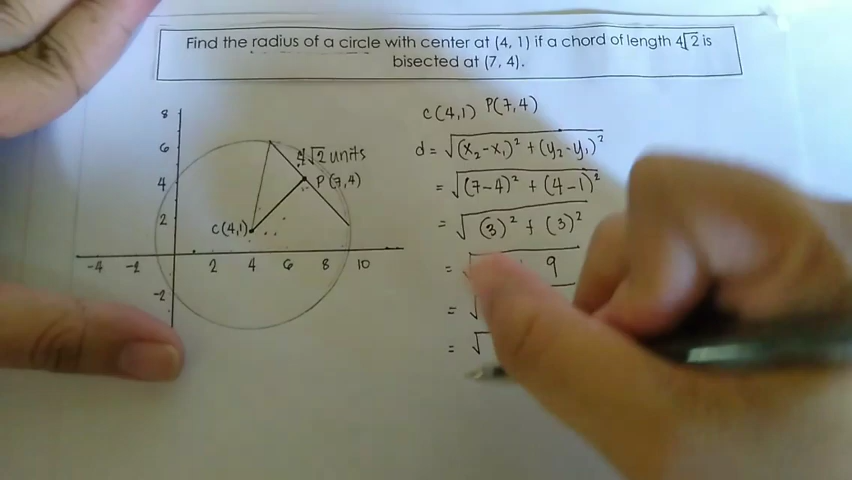 Find the radius of a circle with center at (4, 1) if a chord of length 4√2 is
bisected at (7, 4).
C(4,1) P(7,4)
d = √(x₂-x₁)² + (y₂-y₁)²
= √(7-4)² + (4-1)²
= √(3)² + (3)²
= √ + 9
= √
= √
8
6
4
2
-2
-4 -2 2 4 6 8 10
4√2 units
P(7,4)
C(4,1)